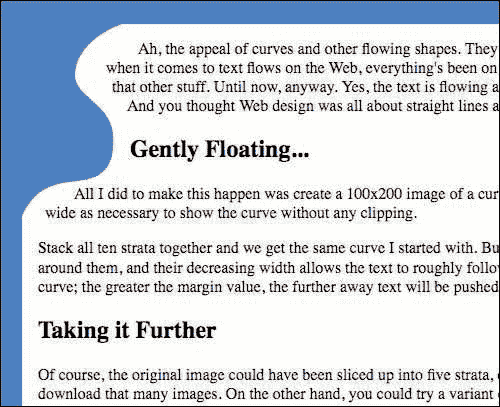 Ah, the appeal of curves and other flowing shapes. They
when it comes to text flows on the Web, everything's been on
that other stuff. Until now, anyway. Yes, the text is flowing a
And you thought Web design was all about straight lines a
Gently Floating...
All I did to make this happen was create a 100x200 image of a cur
wide as necessary to show the curve without any clipping.
Stack all ten strata together and we get the same curve I started with. Bu
around them, and their decreasing width allows the text to roughly follo
curve; the greater the margin value, the further away text will be pushed
Taking it Further
Of course, the original image could have been sliced up into five strata,
download that many images. On the other hand, you could try a variant